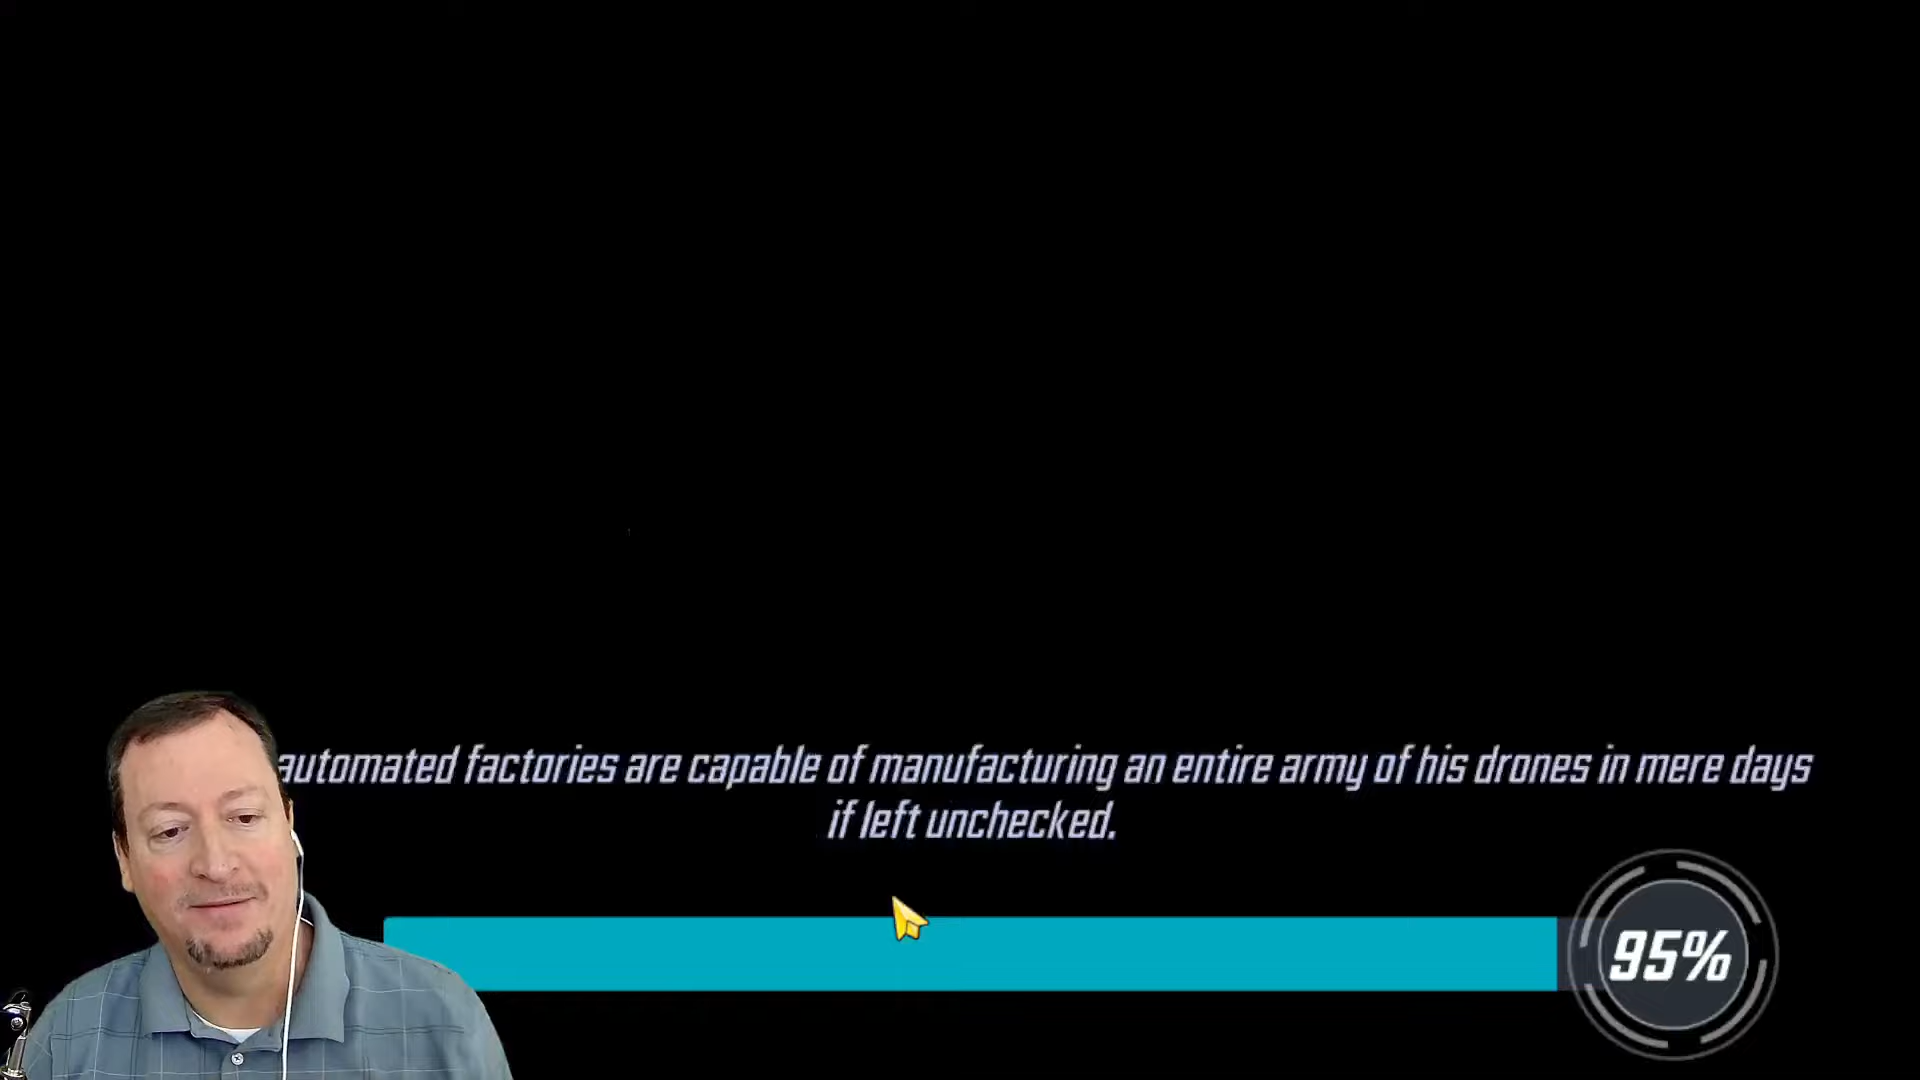 automated factories are capable of manufacturing an entire army of his drones in mere days
if left unchecked.
95%